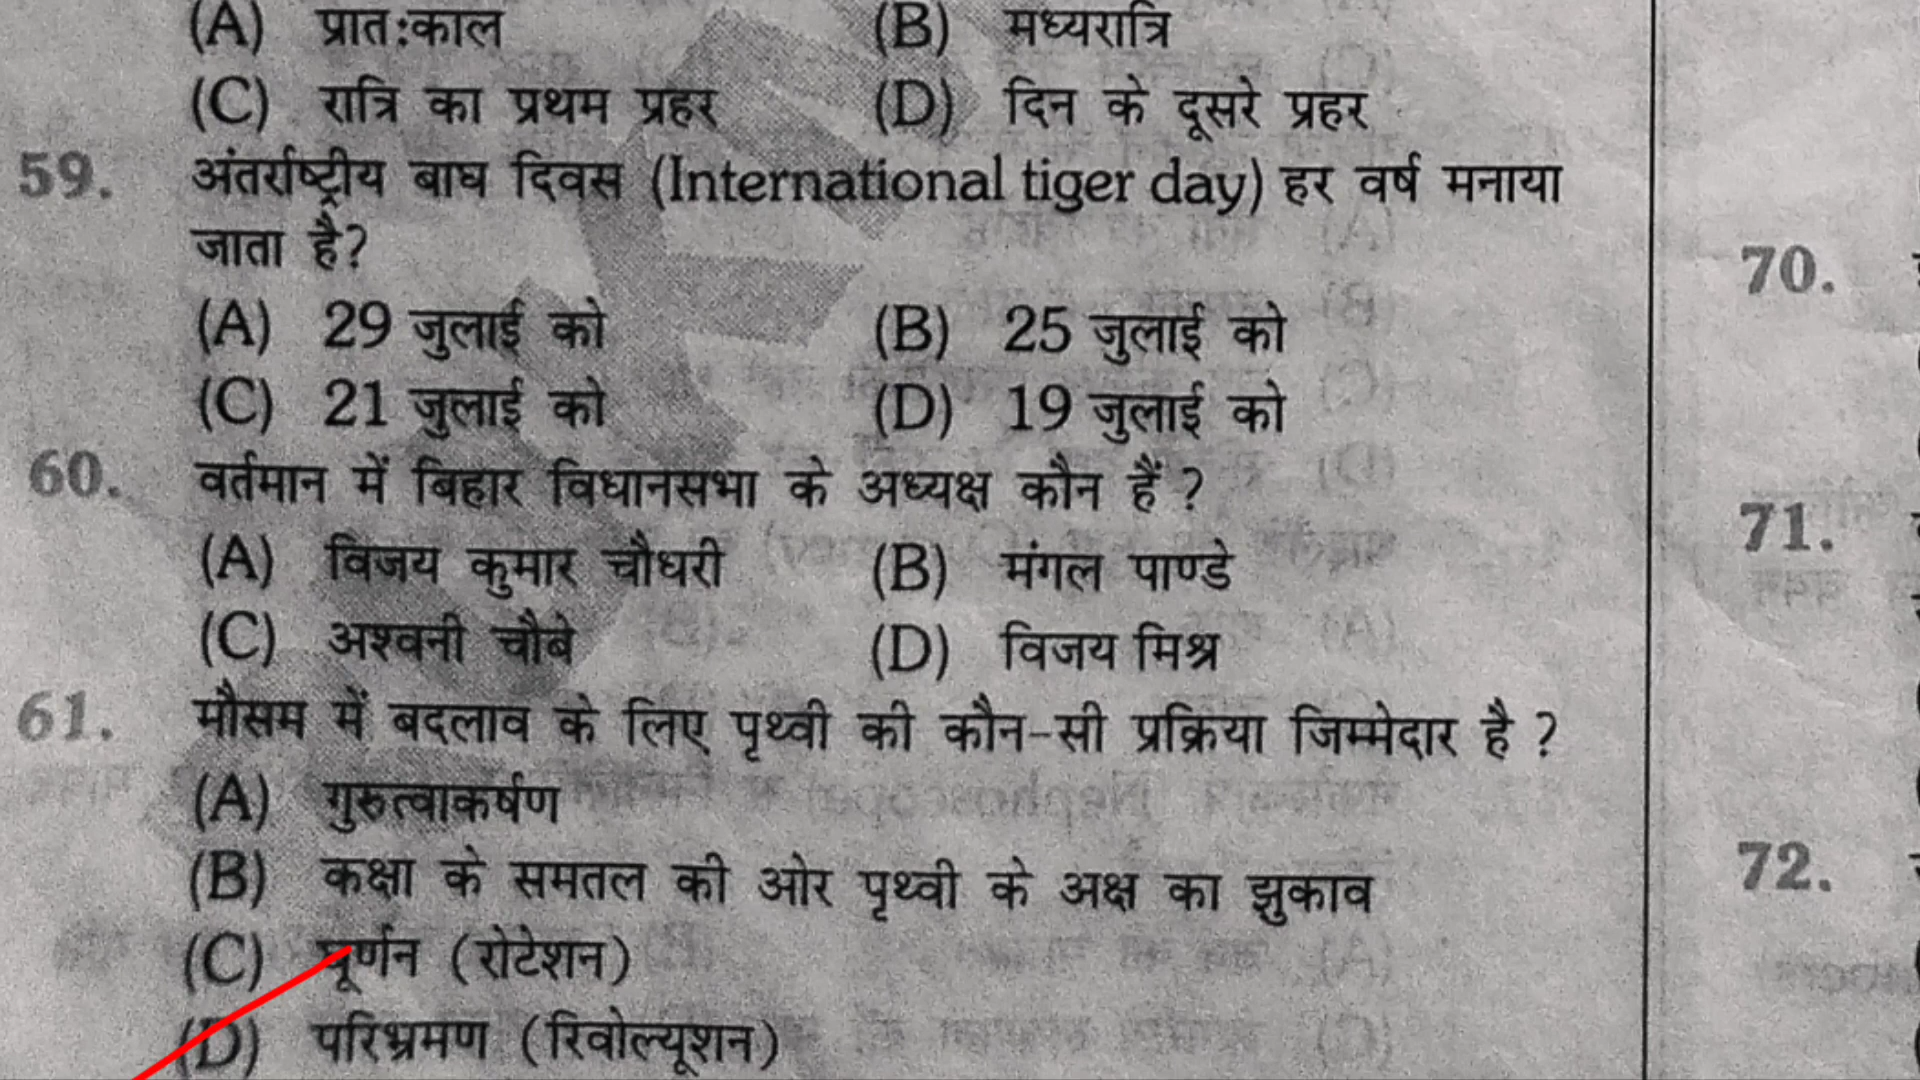 (A) प्रात:काल (B) मध्यरात्रि
(C) रात्रि का प्रथम प्रहर (D) दिन के दूसरे प्रहर
59. अंतर्राष्ट्रीय बाघ दिवस (International tiger day) हर वर्ष मनाया
जाता है?
(A) 29 जुलाई को (B) 25 जुलाई को
(C) 21 जुलाई को (D) 19 जुलाई को
60. वर्तमान में बिहार विधानसभा के अध्यक्ष कौन हैं ?
(A) विजय कुमार चौधरी (B) मंगल पाण्डे
(C) अश्वनी चौबे (D) विजय मिश्र
61. मौसम में बदलाव के लिए पृथ्वी की कौन-सी प्रक्रिया जिम्मेदार है ?
(A) गुरुत्वाकर्षण
(B) कक्षा के समतल की ओर पृथ्वी के अक्ष का झुकाव
(C) घूर्णन (रोटेशन)
(D) परिभ्रमण (रिवोल्यूशन)
70.
71.
72.